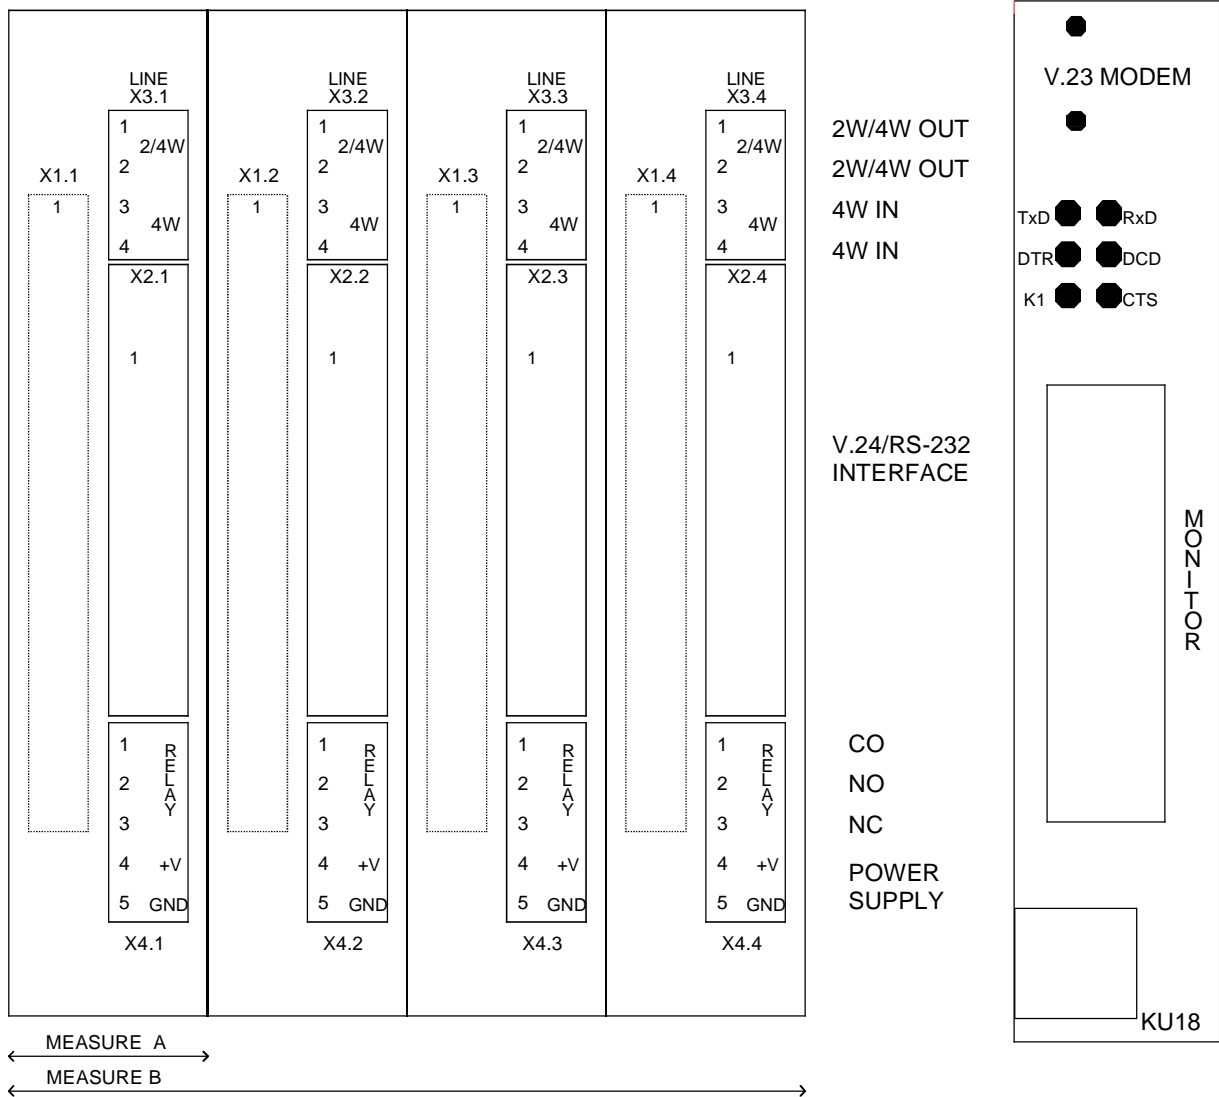 LINE
X3.1
1
2/4W
2
3
4W
4
X1.1
1
X2.1
1
1
2
3
RELAY
4 +V
5 GND
X4.1
LINE
X3.2
1
2/4W
2
3
4W
4
X1.2
1
X2.2
1
1
2
3
RELAY
4 +V
5 GND
X4.2
LINE
X3.3
1
2/4W
2
3
4W
4
X1.3
1
X2.3
1
1
2
3
RELAY
4 +V
5 GND
X4.3
LINE
X3.4
1
2/4W
2
3
4W
4
X1.4
1
X2.4
1
1
2
3
RELAY
4 +V
5 GND
X4.4
2W/4W OUT
2W/4W OUT
4W IN
4W IN
V.24/RS-232
INTERFACE
CO
NO
NC
POWER
SUPPLY
MEASURE A
MEASURE B
V.23 MODEM
TxD RxD
DTR DCD
K1 CTS
MONITOR
KU18